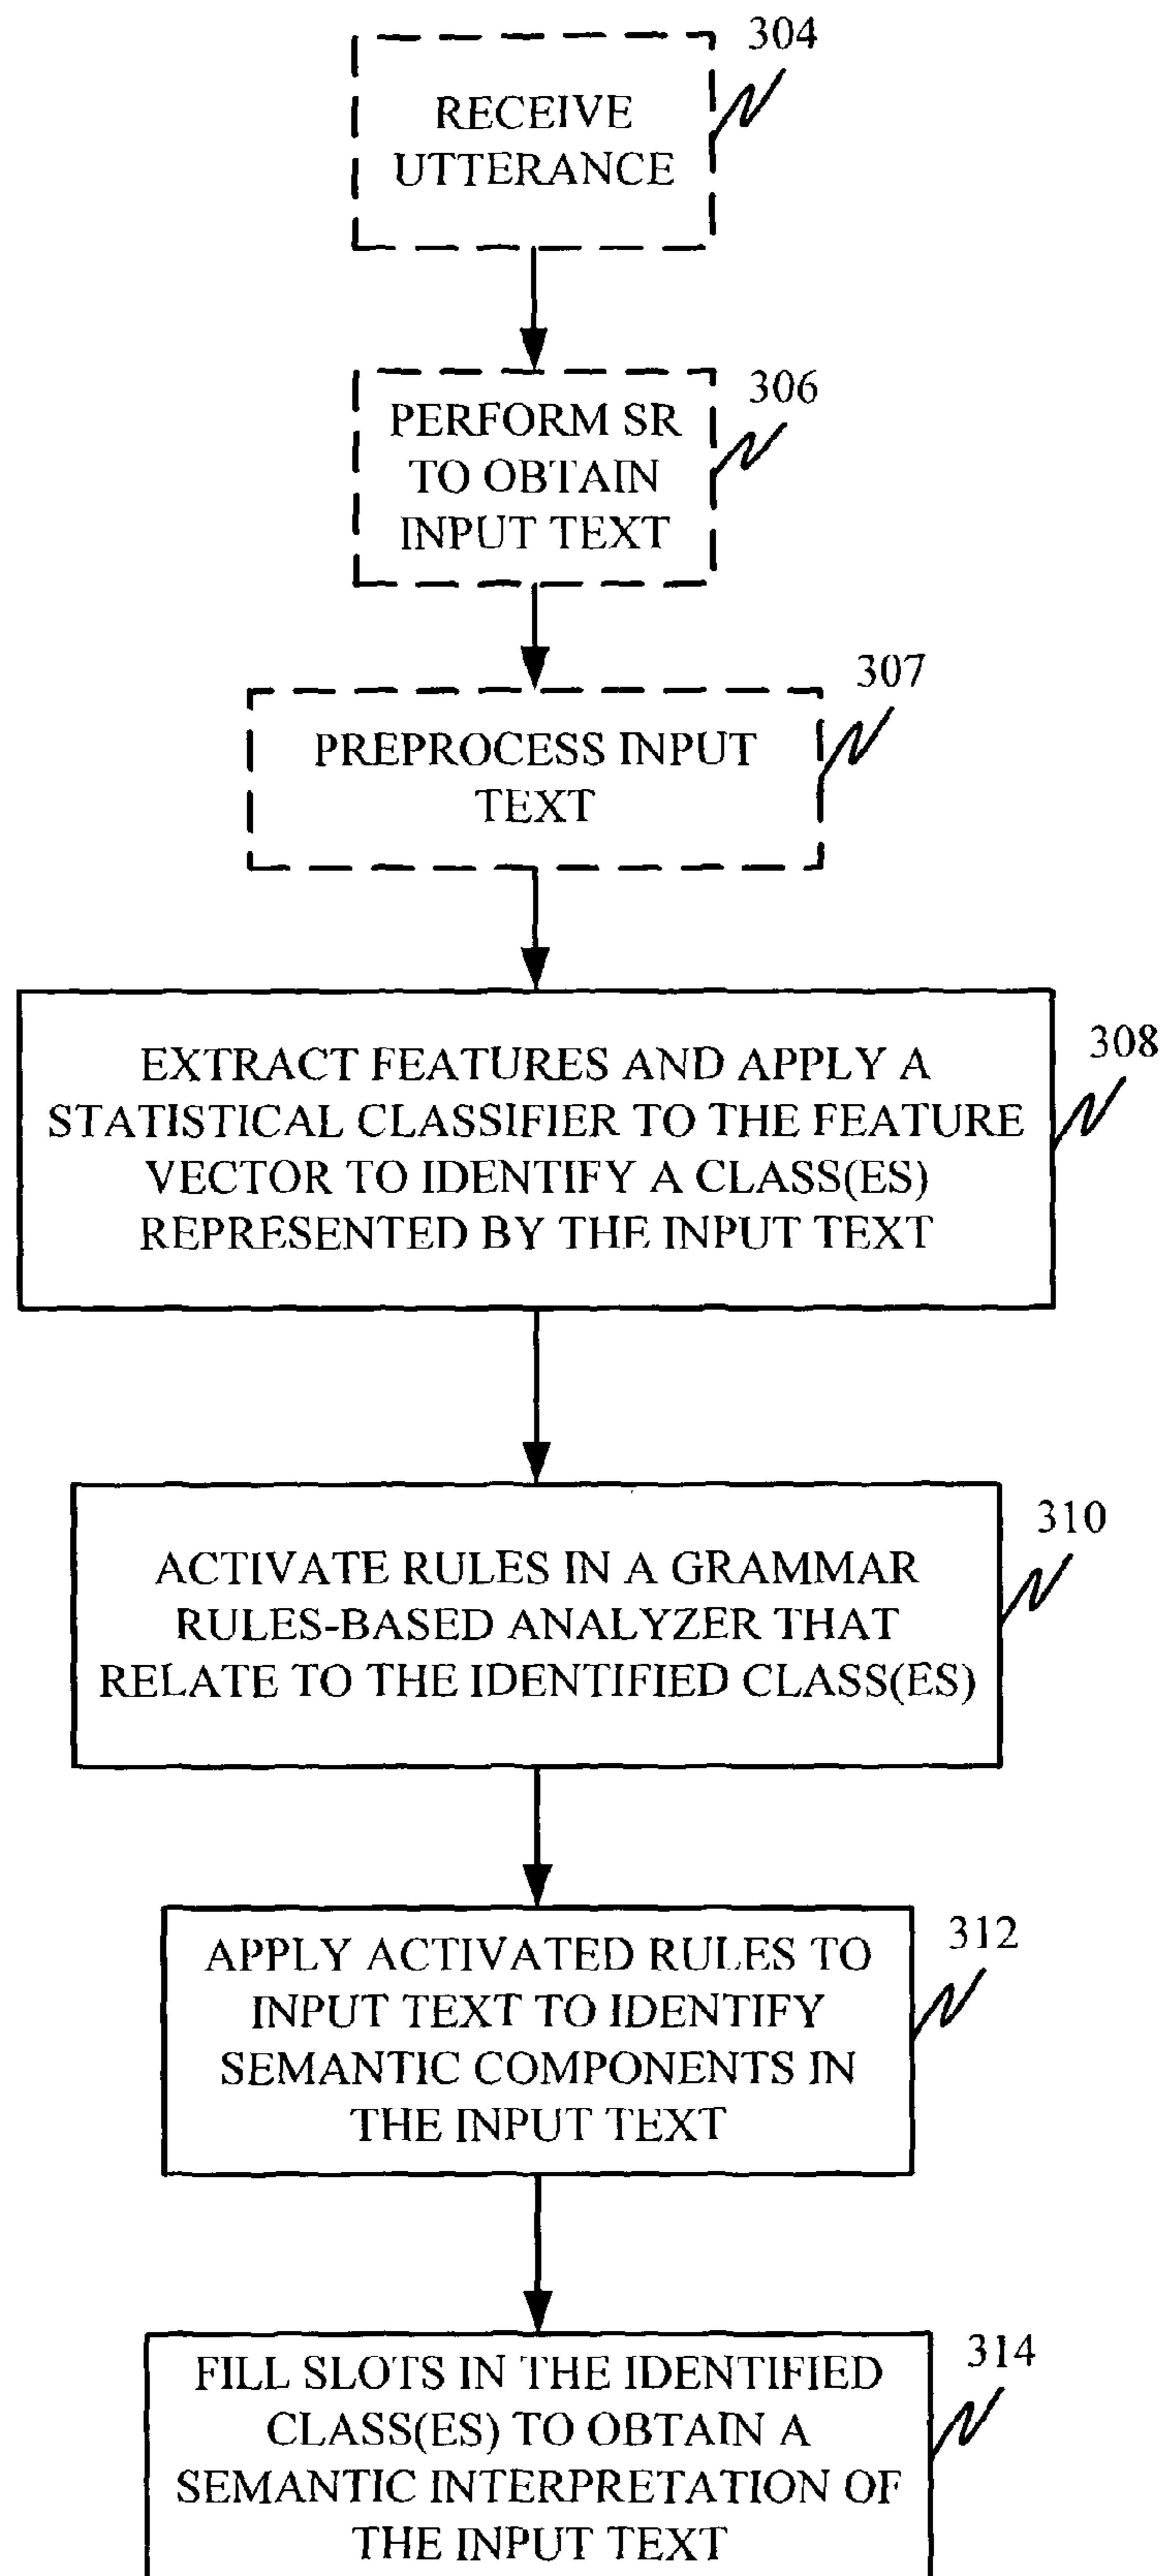 304
RECEIVE
UTTERANCE
306
PERFORM SR
TO OBTAIN
INPUT TEXT
307
PREPROCESS INPUT
TEXT
308
EXTRACT FEATURES AND APPLY A
STATISTICAL CLASSIFIER TO THE FEATURE
VECTOR TO IDENTIFY A CLASS(ES)
REPRESENTED BY THE INPUT TEXT
310
ACTIVATE RULES IN A GRAMMAR
RULES-BASED ANALYZER THAT
RELATE TO THE IDENTIFIED CLASS(ES)
312
APPLY ACTIVATED RULES TO
INPUT TEXT TO IDENTIFY
SEMANTIC COMPONENTS IN
THE INPUT TEXT
314
FILL SLOTS IN THE IDENTIFIED
CLASS(ES) TO OBTAIN A
SEMANTIC INTERPRETATION OF
THE INPUT TEXT